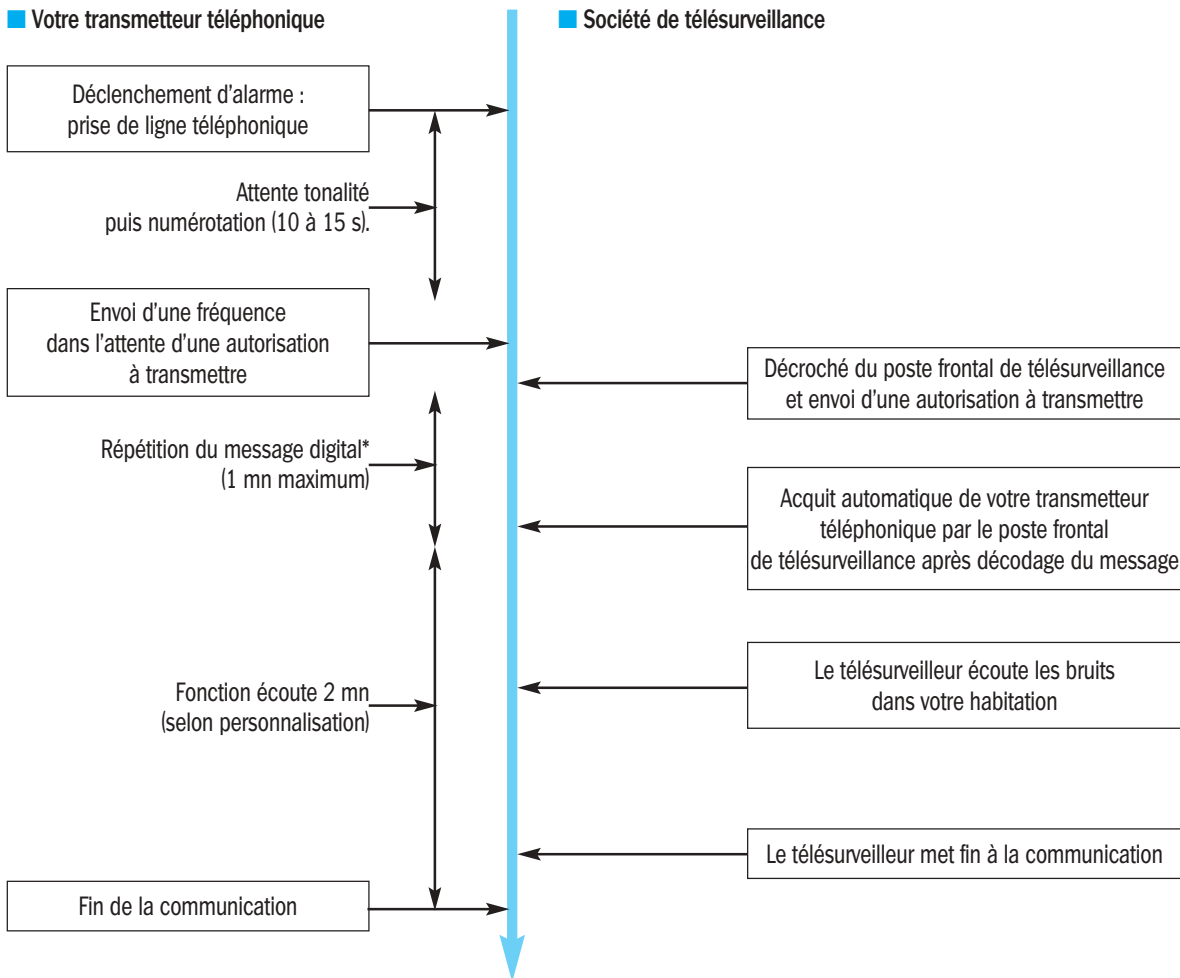 Votre transmetteur téléphonique
Société de télésurveillance
Déclenchement d'alarme :
prise de ligne téléphonique
Attente tonalité
puis numérotation (10 à 15 s).
Envoi d'une fréquence
dans l'attente d'une autorisation
à transmettre
Décroché du poste frontal de télésurveillance
et envoi d'une autorisation à transmettre
Répétition du message digital*
(1 mn maximum)
Acquit automatique de votre transmetteur
téléphonique par le poste frontal
de télésurveillance après décodage du message
Fonction écoute 2 mn
(selon personnalisation)
Le télésurveilleur écoute les bruits
dans votre habitation
Le télésurveilleur met fin à la communication
Fin de la communication